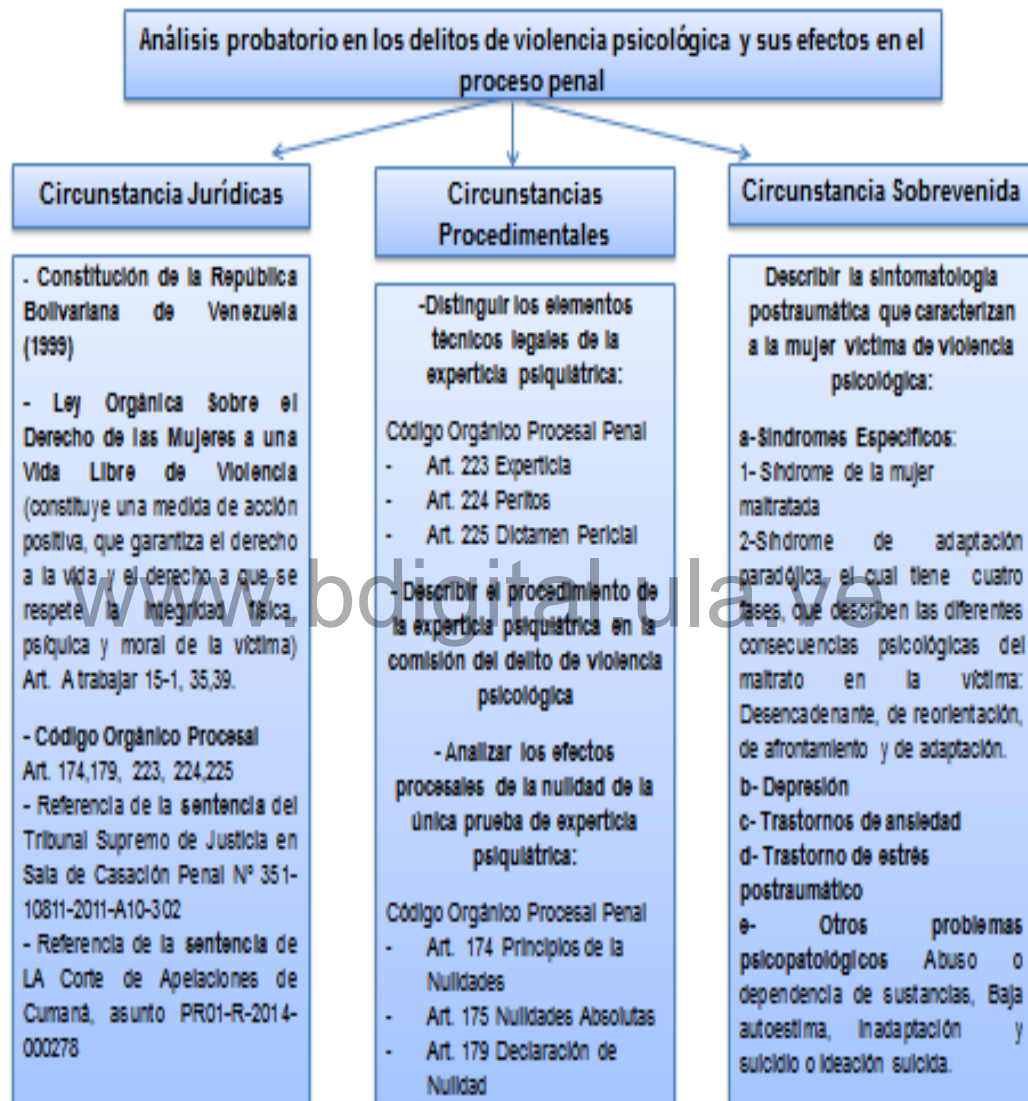 Análisis probatorio en los delitos de violencia psicológica y sus efectos en el
proceso penal
Circunstancia Jurídicas
- Constitución de la República
Bolivariana de Venezuela
(1999)
- Ley Orgánica Sobre el
Derecho de las Mujeres a una
Vida Libre de Violencia
(constituye una medida de acción
positiva, que garantiza el derecho
a la vida y el derecho a que se
respete la integridad física,
psíquica y moral de la víctima)
Art. A trabajar 15-1, 35,39.
- Código Orgánico Procesal
Art. 174,179, 223, 224,225
- Referencia de la sentencia del
Tribunal Supremo de Justicia en
Sala de Casación Penal Nº 351-
10811-2011-A10-302
- Referencia de la sentencia de
LA Corte de Apelaciones de
Cumaná, asunto PR01-R-2014-
000278
Circunstancias
Procedimentales
-Distinguir los elementos
técnicos legales de la
experticia psiquiátrica:
Código Orgánico Procesal Penal
- Art. 223 Experticia
- Art. 224 Peritos
- Art. 225 Dictamen Pericial
- Describir el procedimiento de
la experticia psiquiátrica en la
comisión del delito de violencia
psicológica
- Analizar los efectos
procesales de la nulidad de la
única prueba de experticia
psiquiátrica:
Código Orgánico Procesal Penal
- Art. 174 Principios de la
Nulidades
- Art. 175 Nulidades Absolutas
- Art. 179 Declaración de
Nulidad
Circunstancia Sobrevenida
Describir la sintomatología
postraumática que caracterizan
a la mujer víctima de violencia
psicológica:
a-Síndromes Específicos:
1- Síndrome de la mujer
maltratada
2-Síndrome de adaptación
paradójica, el cual tiene cuatro
fases, que describen las diferentes
consecuencias psicológicas del
maltrato en la víctima:
Desencadenante, de reorientación,
de afrontamiento y de adaptación.
b- Depresión
c- Trastornos de ansiedad
d- Trastorno de estrés
postraumático
e- Otros problemas
psicopatológicos Abuso o
dependencia de sustancias, Baja
autoestima, Inadaptación y
suicidio o ideación suicida.
www.bdigital.ula.ve